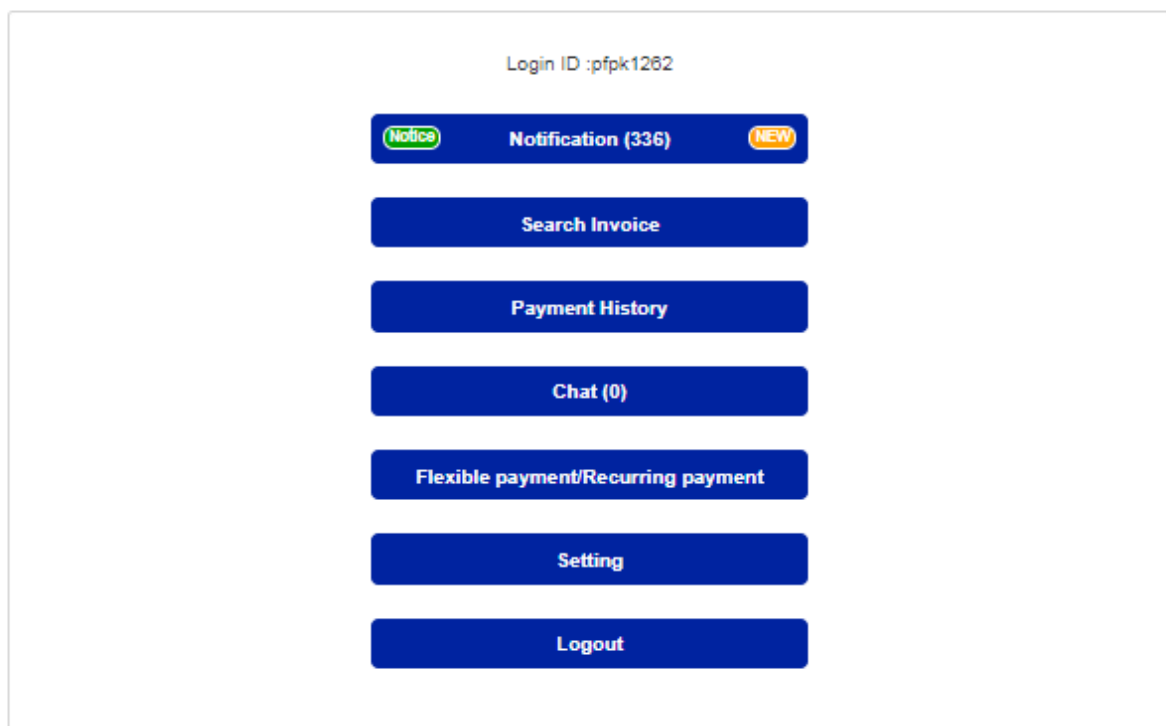 Login ID :pfpk1262
Notice Notification (336) NEW
Search Invoice
Payment History
Chat (0)
Flexible payment/Recurring payment
Setting
Logout